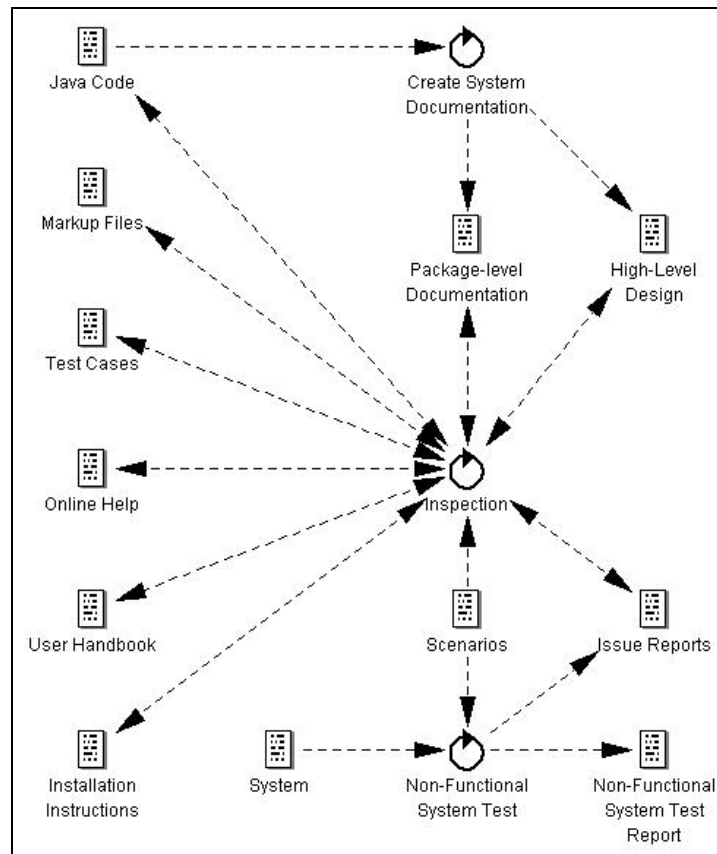 Java Code
Create System
Documentation
Markup Files
Package-level
Documentation
High-Level
Design
Test Cases
Online Help
Inspection
User Handbook
Scenarios
Issue Reports
Installation
Instructions
System
Non-Functional
System Test
Non-Functional
System Test
Report